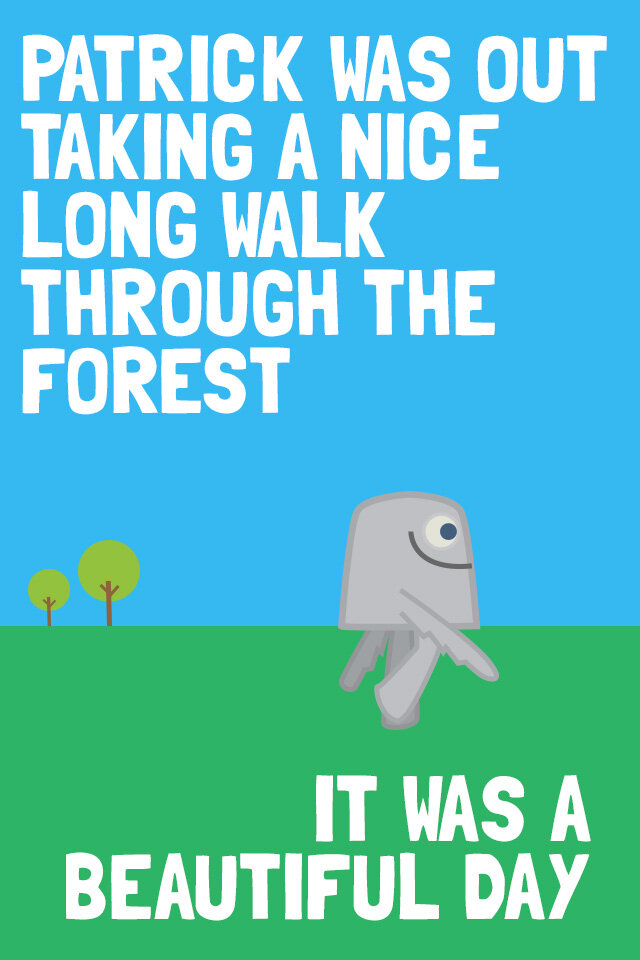 PATRICK WAS OUT
TAKING A NICE
LONG WALK
THROUGH THE
FOREST
IT WAS A
BEAUTIFUL DAY